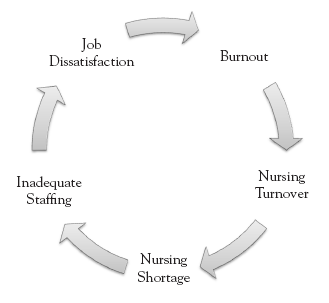 Job
Dissatisfaction
Burnout
Nursing
Turnover
Nursing
Shortage
Inadequate
Staffing